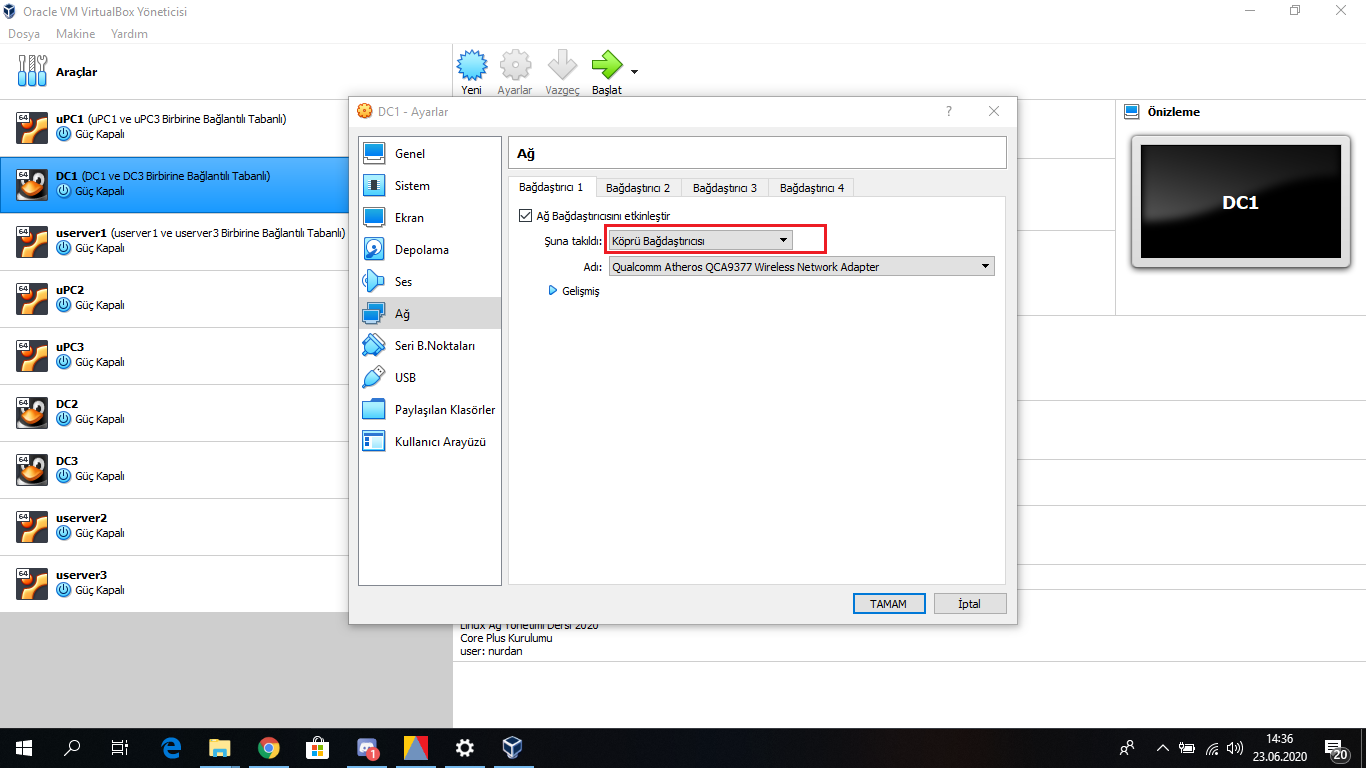 Oracle VM VirtualBox Yöneticisi
Dosya Makine Yardım
Araçlar
Yeni Ayarlar Vazgeç Başlat
64 uPC1 (uPC1 ve uPC3 Birbirine Bağlantılı Tabanlı)
Güç Kapalı
64 DC1 (DC1 ve DC3 Birbirine Bağlantılı Tabanlı)
Güç Kapalı
64 userver1 (userver1 ve userver3 Birbirine Bağlantılı Tabanlı)
Güç Kapalı
64 uPC2
Güç Kapalı
64 uPC3
Güç Kapalı
64 DC2
Güç Kapalı
64 DC3
Güç Kapalı
64 userver2
Güç Kapalı
64 userver3
Güç Kapalı
DC1 - Ayarlar ?
Genel
Sistem
Ekran
Depolama
Ses
Ağ
Seri B.Noktaları
USB
Paylaşılan Klasörler
Kullanıcı Arayüzü
Ağ
Bağdaştırıcı 1 Bağdaştırıcı 2 Bağdaştırıcı 3 Bağdaştırıcı 4
Ağ Bağdaştırıcısını etkinleştir
Şuna takıldı: Köprü Bağdaştırıcısı
Adı: Qualcomm Atheros QCA9377 Wireless Network Adapter
Gelişmiş
TAMAM İptal
Önizleme
DC1
Linux Ağ Yönetimi Dersi 2020
Core Plus Kurulumu
user: nurdan
1
14:36
23.06.2020
20